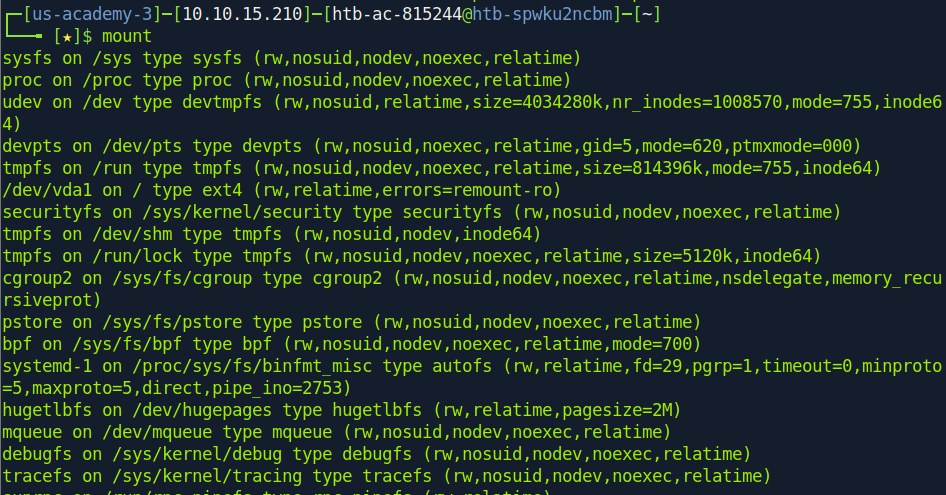 ┌─[us-academy-3]─[10.10.15.210]─[htb-ac-815244@htb-spwku2ncbm]─[~]
└──╼ [★]$ mount
sysfs on /sys type sysfs (rw,nosuid,nodev,noexec,relatime)
proc on /proc type proc (rw,nosuid,nodev,noexec,relatime)
udev on /dev type devtmpfs (rw,nosuid,relatime,size=4034280k,nr_inodes=1008570,mode=755,inode6
4)
devpts on /dev/pts type devpts (rw,nosuid,noexec,relatime,gid=5,mode=620,ptmxmode=000)
tmpfs on /run type tmpfs (rw,nosuid,nodev,noexec,relatime,size=814396k,mode=755,inode64)
/dev/vda1 on / type ext4 (rw,relatime,errors=remount-ro)
securityfs on /sys/kernel/security type securityfs (rw,nosuid,nodev,noexec,relatime)
tmpfs on /dev/shm type tmpfs (rw,nosuid,nodev,inode64)
tmpfs on /run/lock type tmpfs (rw,nosuid,nodev,noexec,relatime,size=5120k,inode64)
cgroup2 on /sys/fs/cgroup type cgroup2 (rw,nosuid,nodev,noexec,relatime,nsdelegate,memory_recu
rsiveprot)
pstore on /sys/fs/pstore type pstore (rw,nosuid,nodev,noexec,relatime)
bpf on /sys/fs/bpf type bpf (rw,nosuid,nodev,noexec,relatime,mode=700)
systemd-1 on /proc/sys/fs/binfmt_misc type autofs (rw,relatime,fd=29,pgrp=1,timeout=0,minproto
=5,maxproto=5,direct,pipe_ino=2753)
hugetlbfs on /dev/hugepages type hugetlbfs (rw,relatime,pagesize=2M)
mqueue on /dev/mqueue type mqueue (rw,nosuid,nodev,noexec,relatime)
debugfs on /sys/kernel/debug type debugfs (rw,nosuid,nodev,noexec,relatime)
tracefs on /sys/kernel/tracing type tracefs (rw,nosuid,nodev,noexec,relatime)